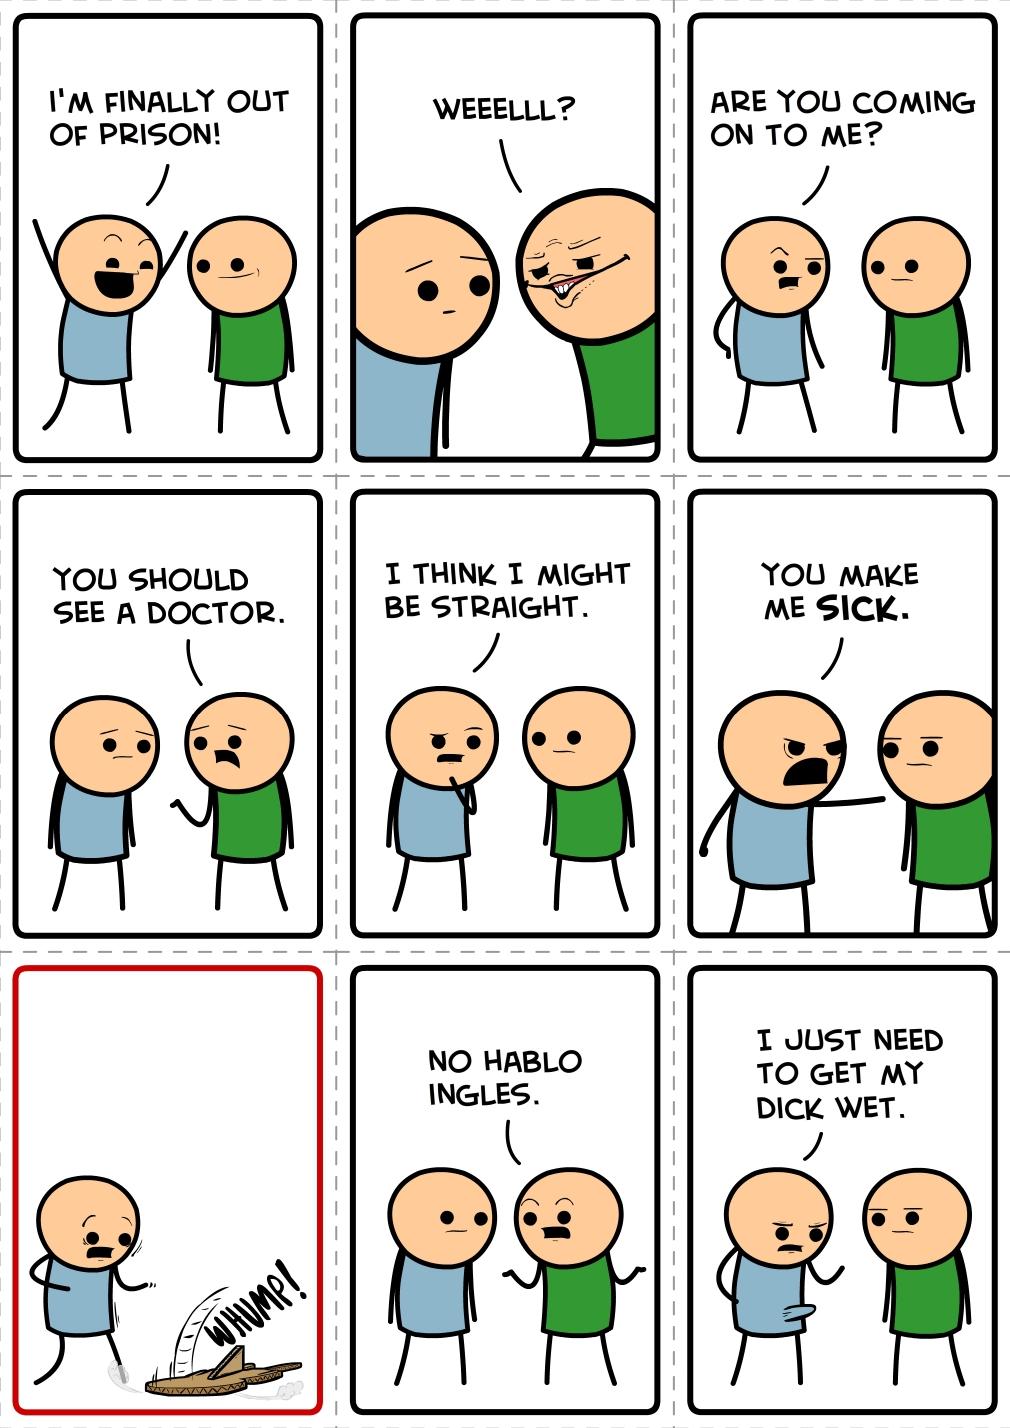 I'M FINALLY OUT
OF PRISON!
WEEELLL?
ARE YOU COMING
ON TO ME?
YOU SHOULD
SEE A DOCTOR.
I THINK I MIGHT
BE STRAIGHT.
YOU MAKE
ME SICK.
WHUMP!
NO HABLO
INGLES.
I JUST NEED
TO GET MY
DICK WET.